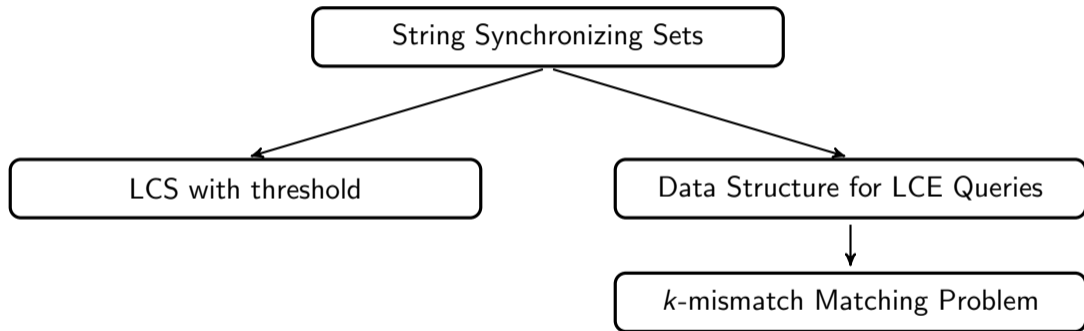 String Synchronizing Sets
LCS with threshold
Data Structure for LCE Queries
k-mismatch Matching Problem